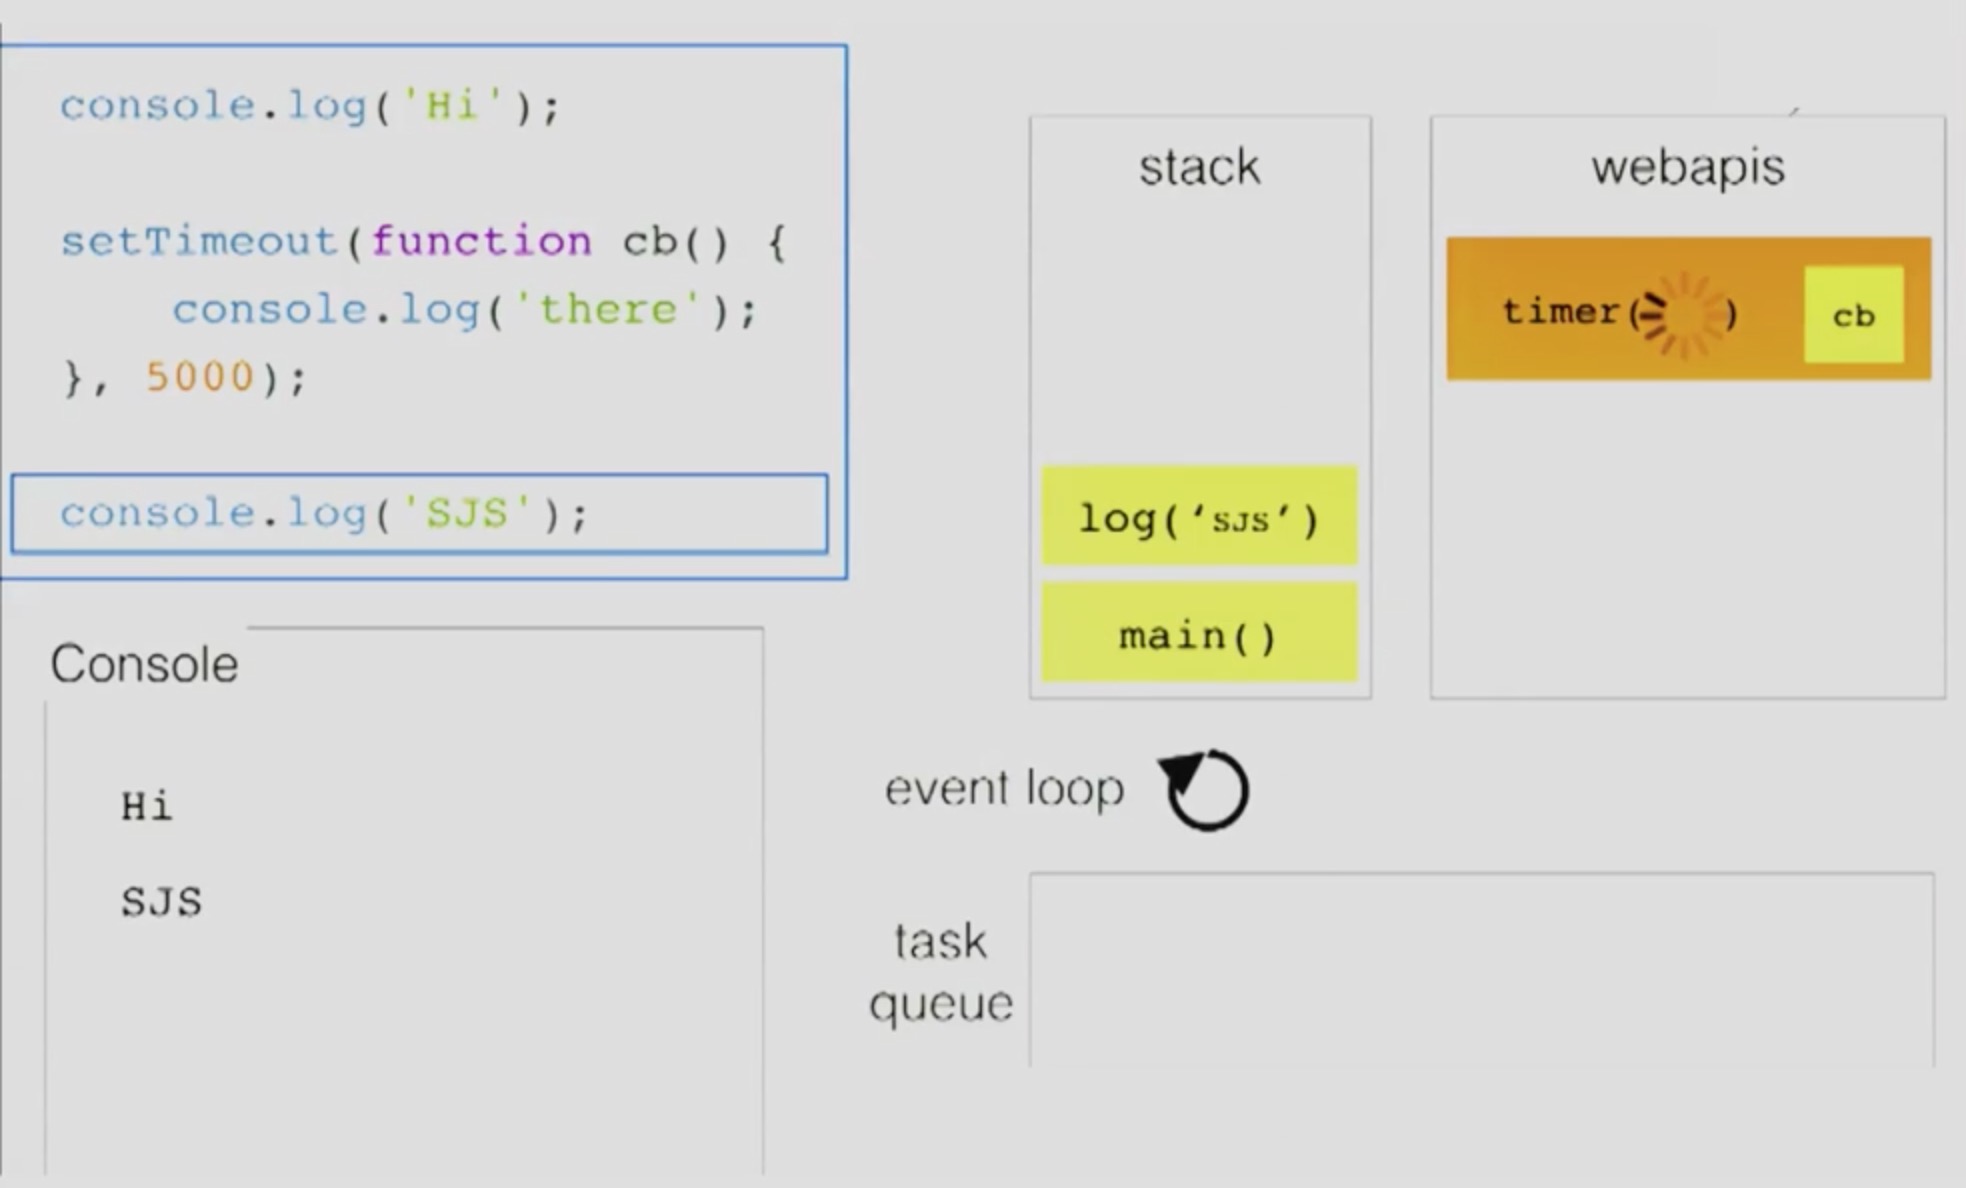 console.log('Hi');
setTimeout(function cb() {
console.log('there');
}, 5000);
console.log('SJS');
Console
Hi
SJS
stack
log(‘SJS’)
main()
webapis
timer( )
cb
event loop
task
queue